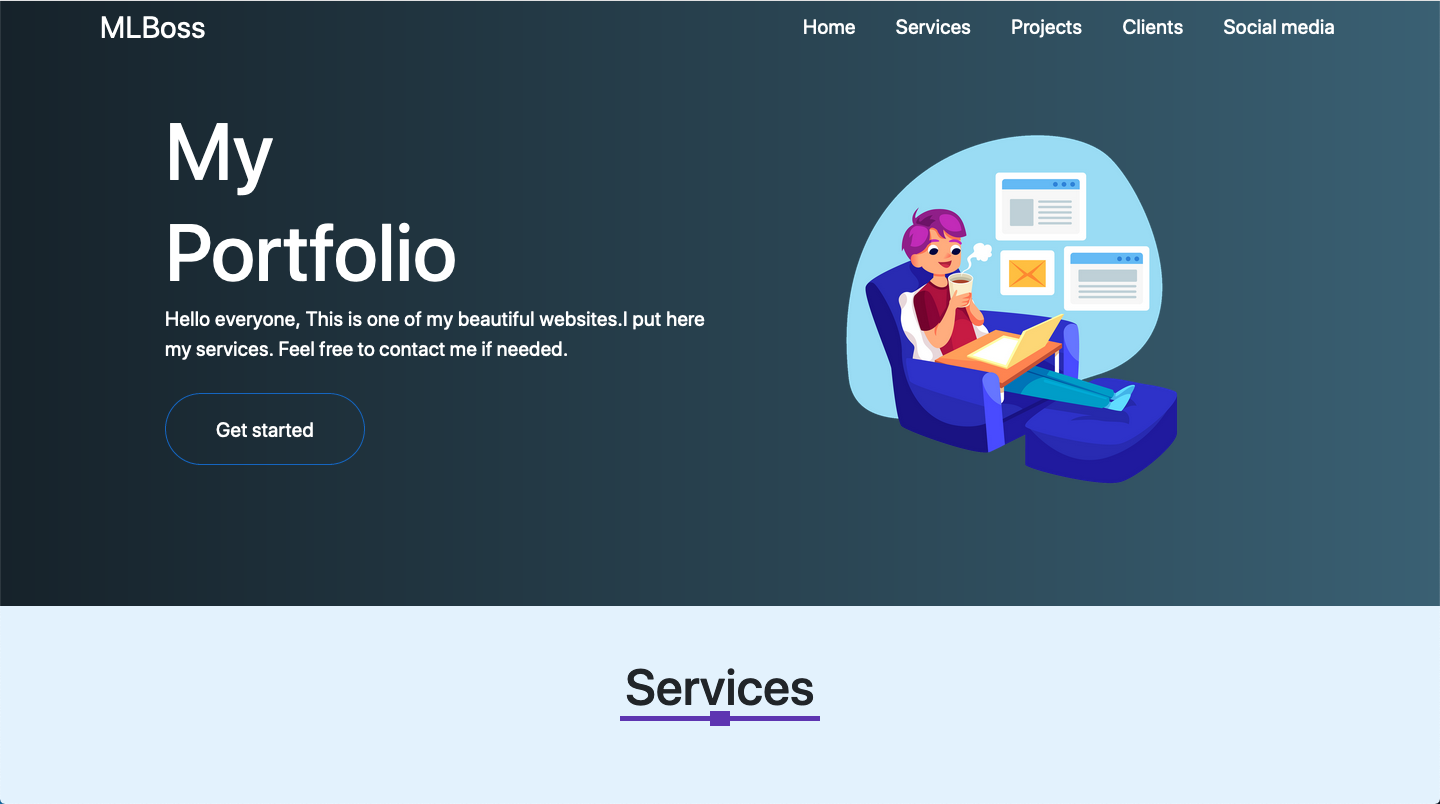 MLBoss
Home Services Projects Clients Social media
My
Portfolio
Hello everyone, This is one of my beautiful websites.I put here
my services. Feel free to contact me if needed.
Get started
Services